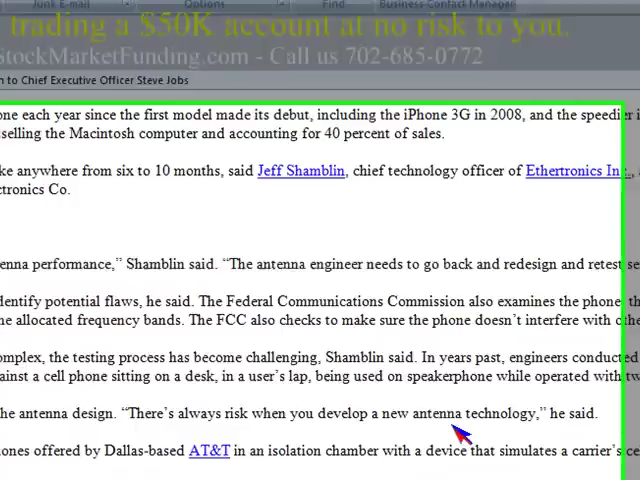 Junk E-mail Options Find Business Contact Manager
trading a $50K account at no risk to you.
StockMarketFunding.com - Call us 702-685-0772
n to Chief Executive Officer Steve Jobs
one each year since the first model made its debut, including the iPhone 3G in 2008, and the speedier i
selling the Macintosh computer and accounting for 40 percent of sales.
ke anywhere from six to 10 months, said Jeff Shamblin, chief technology officer of Ethertronics Inc.,
ctronics Co.
enna performance,” Shamblin said. “The antenna engineer needs to go back and redesign and retest se
dentify potential flaws, he said. The Federal Communications Commission also examines the phone th
he allocated frequency bands. The FCC also checks to make sure the phone doesn’t interfere with othe
omplex, the testing process has become challenging, Shamblin said. In years past, engineers conducted
ainst a cell phone sitting on a desk, in a user’s lap, being used on speakerphone while operated with tw
he antenna design. “There’s always risk when you develop a new antenna technology,” he said.
ones offered by Dallas-based AT&T in an isolation chamber with a device that simulates a carrier’s ce